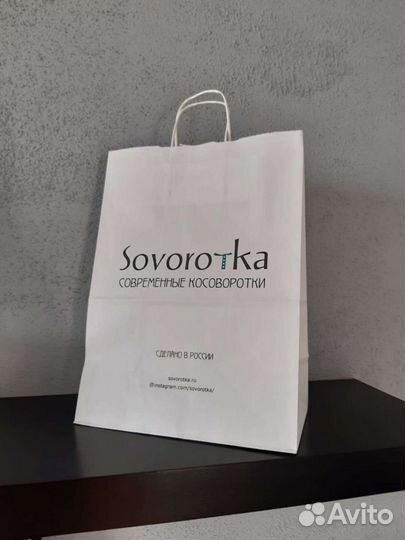 Sovorotka
СОВРЕМЕННЫЕ КОСОВОРОТКИ
СДЕЛАНО В РОССИИ
sovorotka.ru
@instagram.com/sovorotka/
Avito